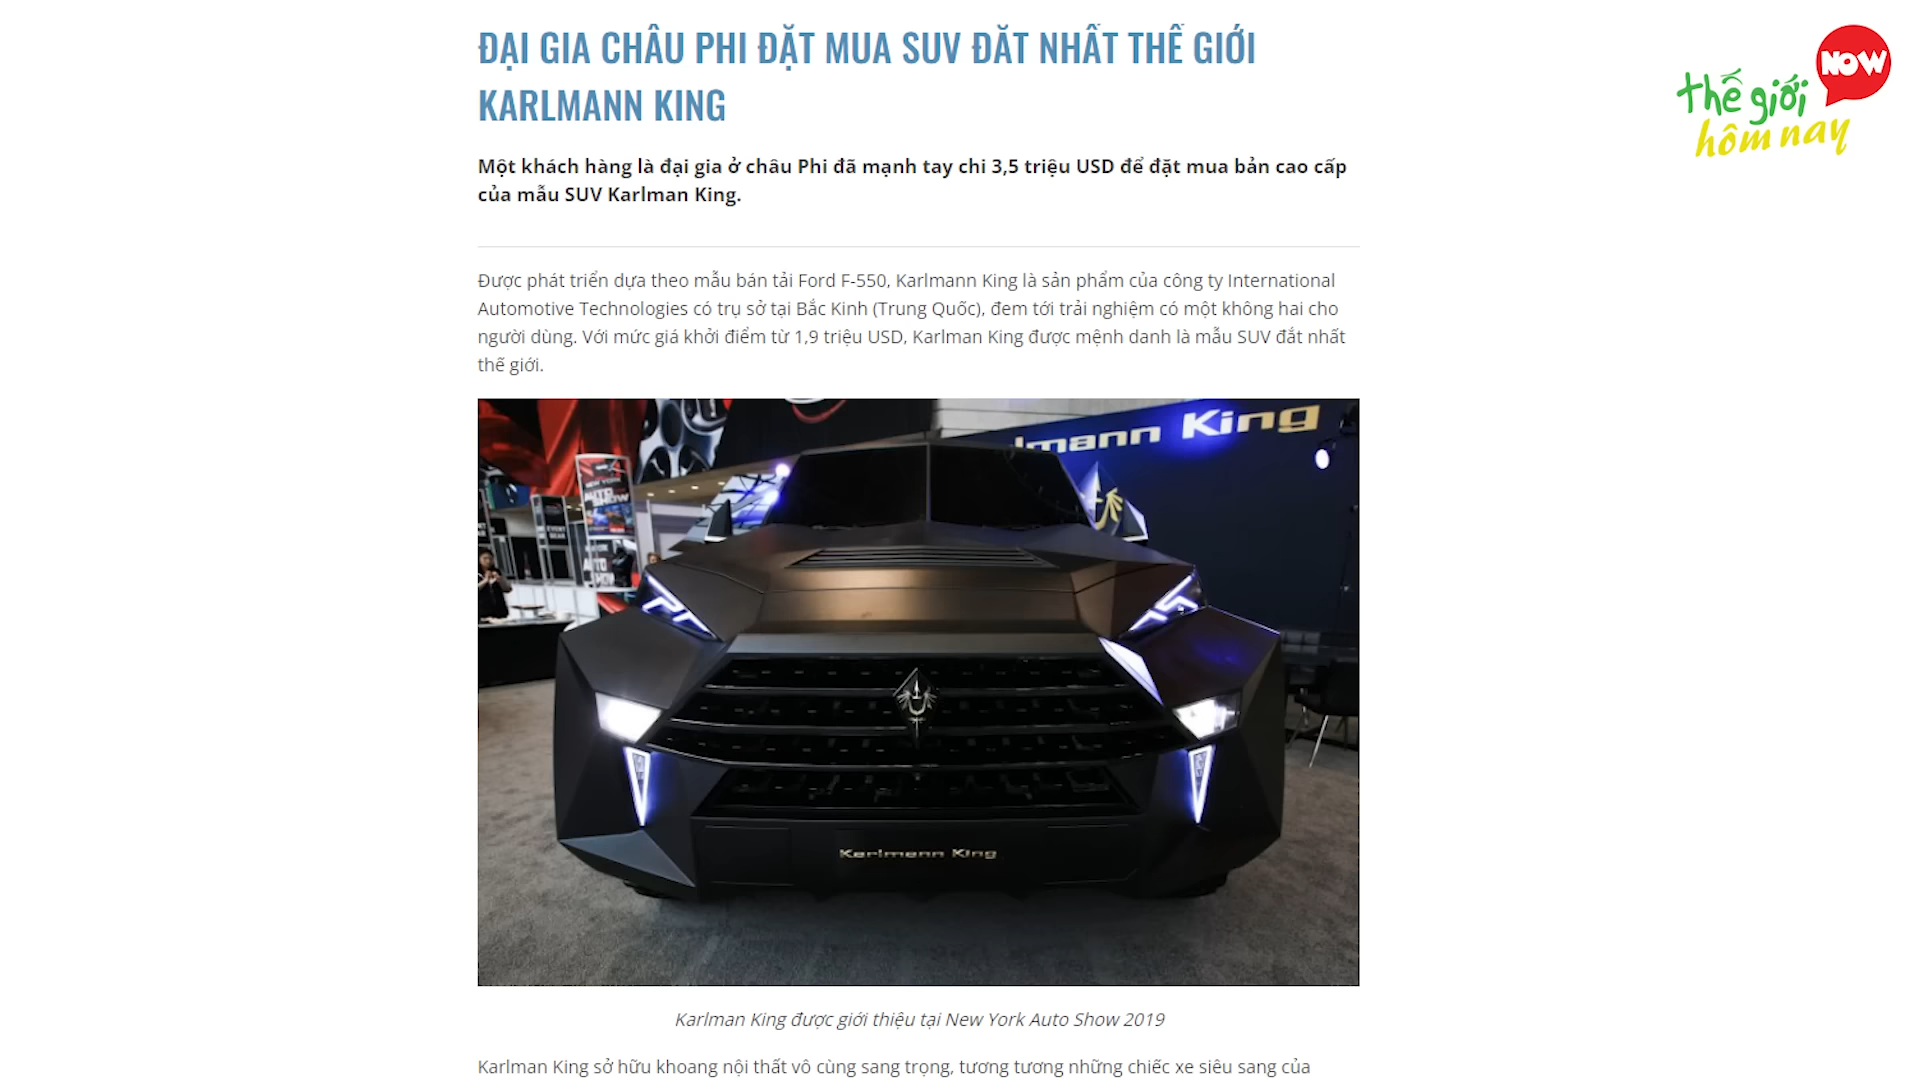 ĐẠI GIA CHÂU PHI ĐẶT MUA SUV ĐẮT NHẤT THẾ GIỚI
KARLMANN KING
NOW
thế giới
hôm nay
Một khách hàng là đại gia ở châu Phi đã mạnh tay chi 3,5 triệu USD để đặt mua bản cao cấp
của mẫu SUV Karlman King.
Được phát triển dựa theo mẫu bán tải Ford F-550, Karlmann King là sản phẩm của công ty International
Automotive Technologies có trụ sở tại Bắc Kinh (Trung Quốc), đem tới trải nghiệm có một không hai cho
người dùng. Với mức giá khởi điểm từ 1,9 triệu USD, Karlman King được mệnh danh là mẫu SUV đắt nhất
thế giới.
lmann King
NEW YORK
AUTO
SHOW
Karlmann King
Karlman King được giới thiệu tại New York Auto Show 2019
Karlman King sở hữu khoang nội thất vô cùng sang trọng, tương tương những chiếc xe siêu sang của